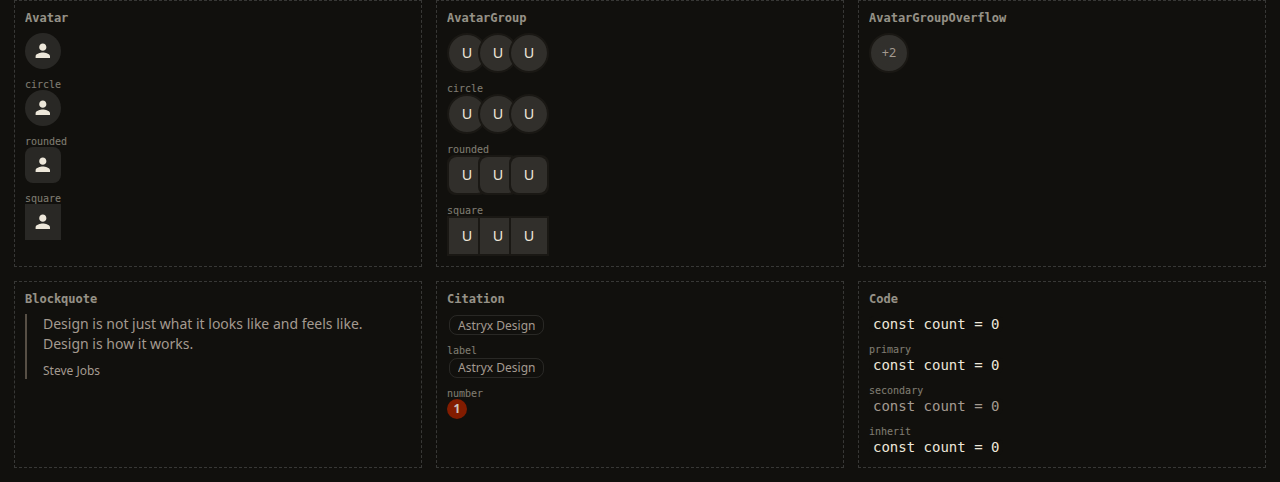 Avatar
circle
rounded
square
AvatarGroup
U U U
circle
U U U
rounded
U U U
square
U U U
AvatarGroupOverflow
+2
Blockquote
Design is not just what it looks like and feels like.
Design is how it works.
Steve Jobs
Citation
Astryx Design
label
Astryx Design
number
1
Code
const count = 0
primary
const count = 0
secondary
const count = 0
inherit
const count = 0